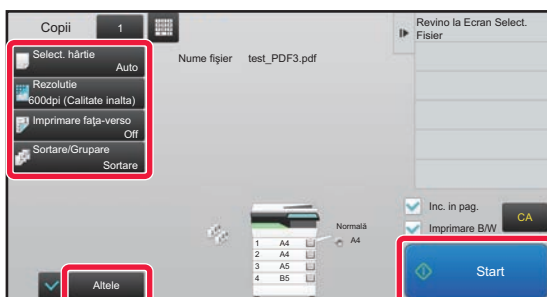 Copii 1
Revino la Ecran Select.
Fisier
Select. hârtie
Auto
Nume fişier test_PDF3.pdf
Rezolutie
600dpi (Calitate inalta)
Imprimare faţa-verso
Off
Sortare/Grupare
Sortare
Inc. in pag.
CA
Imprimare B/W
Normală
A4
1 A4
2 A4
3 A5
4 B5
Altele
Start